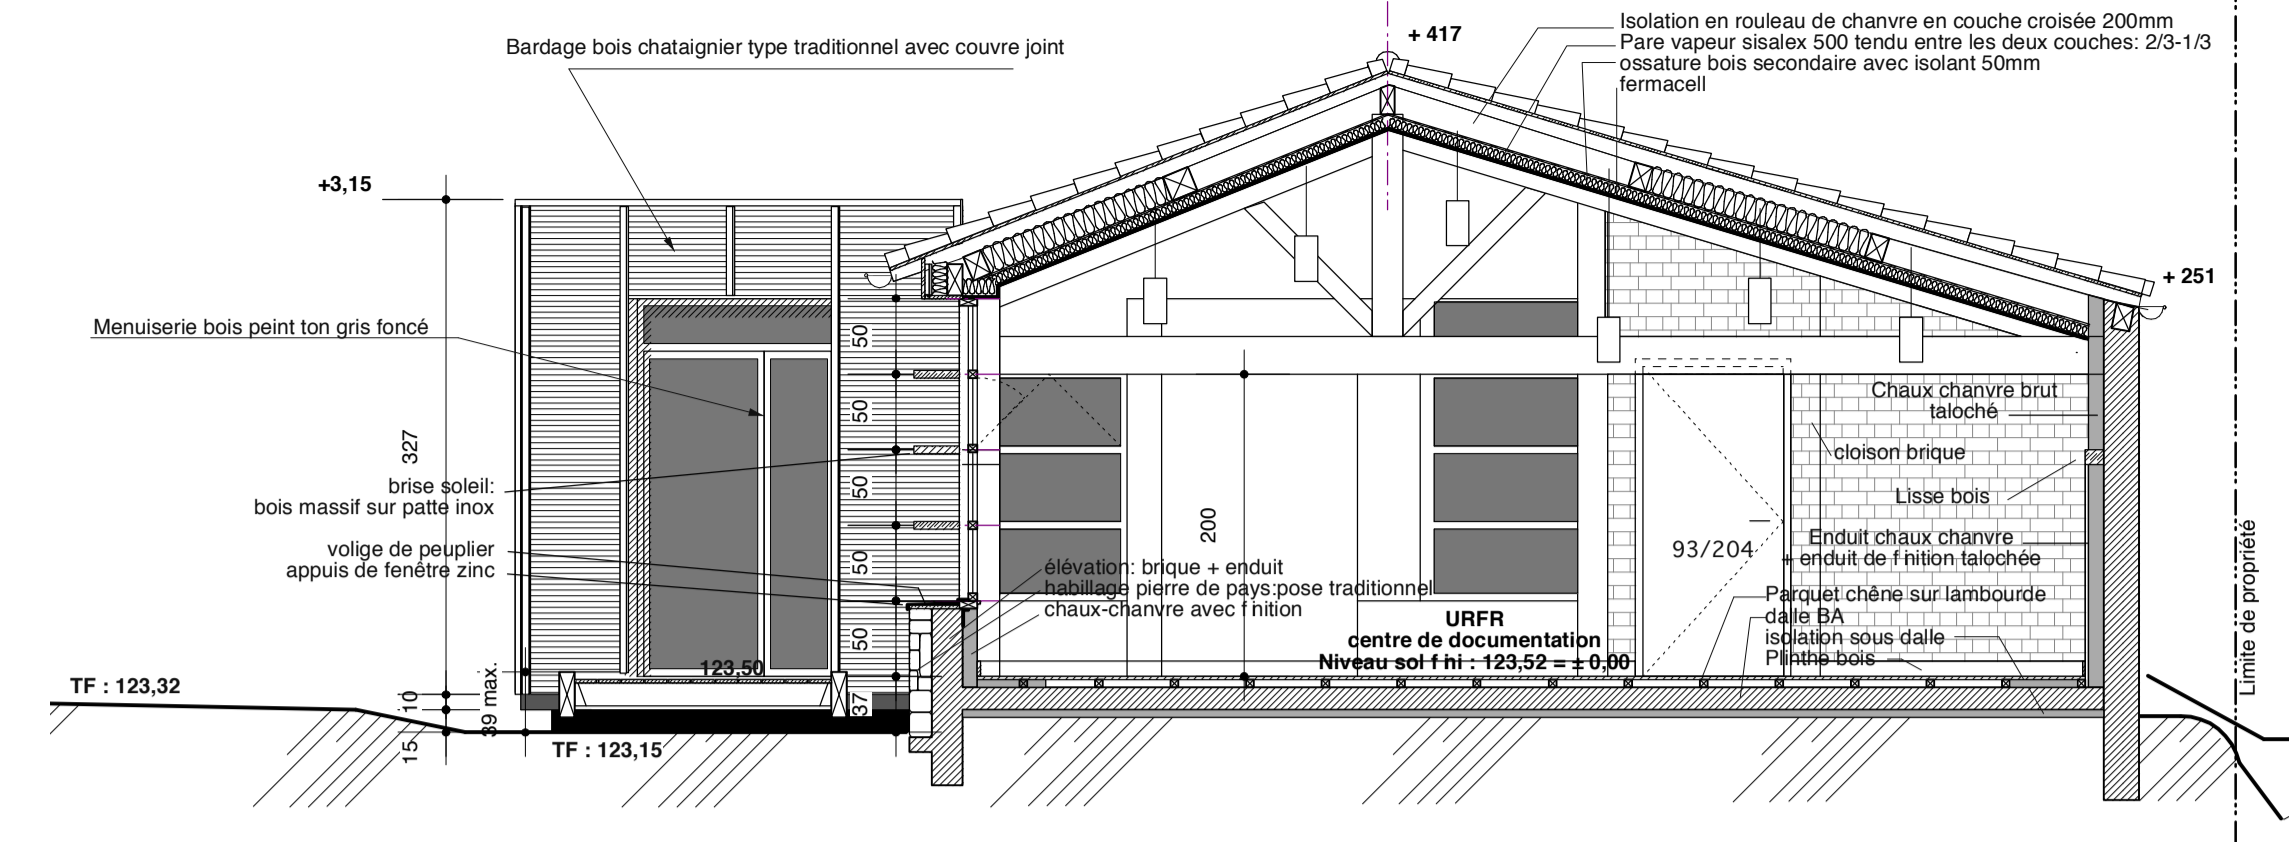 Isolation en rouleau de chanvre en couche croisée 200mm
Pare vapeur sisalex 500 tendu entre les deux couches: 2/3-1/3
ossature bois secondaire avec isolant 50mm
fermacell
+ 417
Bardage bois chataignier type traditionnel avec couvre joint
+3,15
+ 251
Menuiserie bois peint ton gris foncé
50
50
50
50
50
37
327
10
15
39 max.
200
Chaux chanvre brut
taloché
cloison brique
Lisse bois
brise soleil:
bois massif sur patte inox
volige de peuplier
appuis de fenêtre zinc
93/204
Enduit chaux chanvre
+ enduit de f nition talochée
élévation: brique + enduit
habillage pierre de pays:pose traditionnel
chaux-chanvre avec f nition
Parquet chêne sur lambourde
dalle BA
isolation sous dalle
Plinthe bois
URFR
centre de documentation
Niveau sol f ni : 123,52 = ± 0,00
123,50
TF : 123,32
TF : 123,15
Limite de propriété